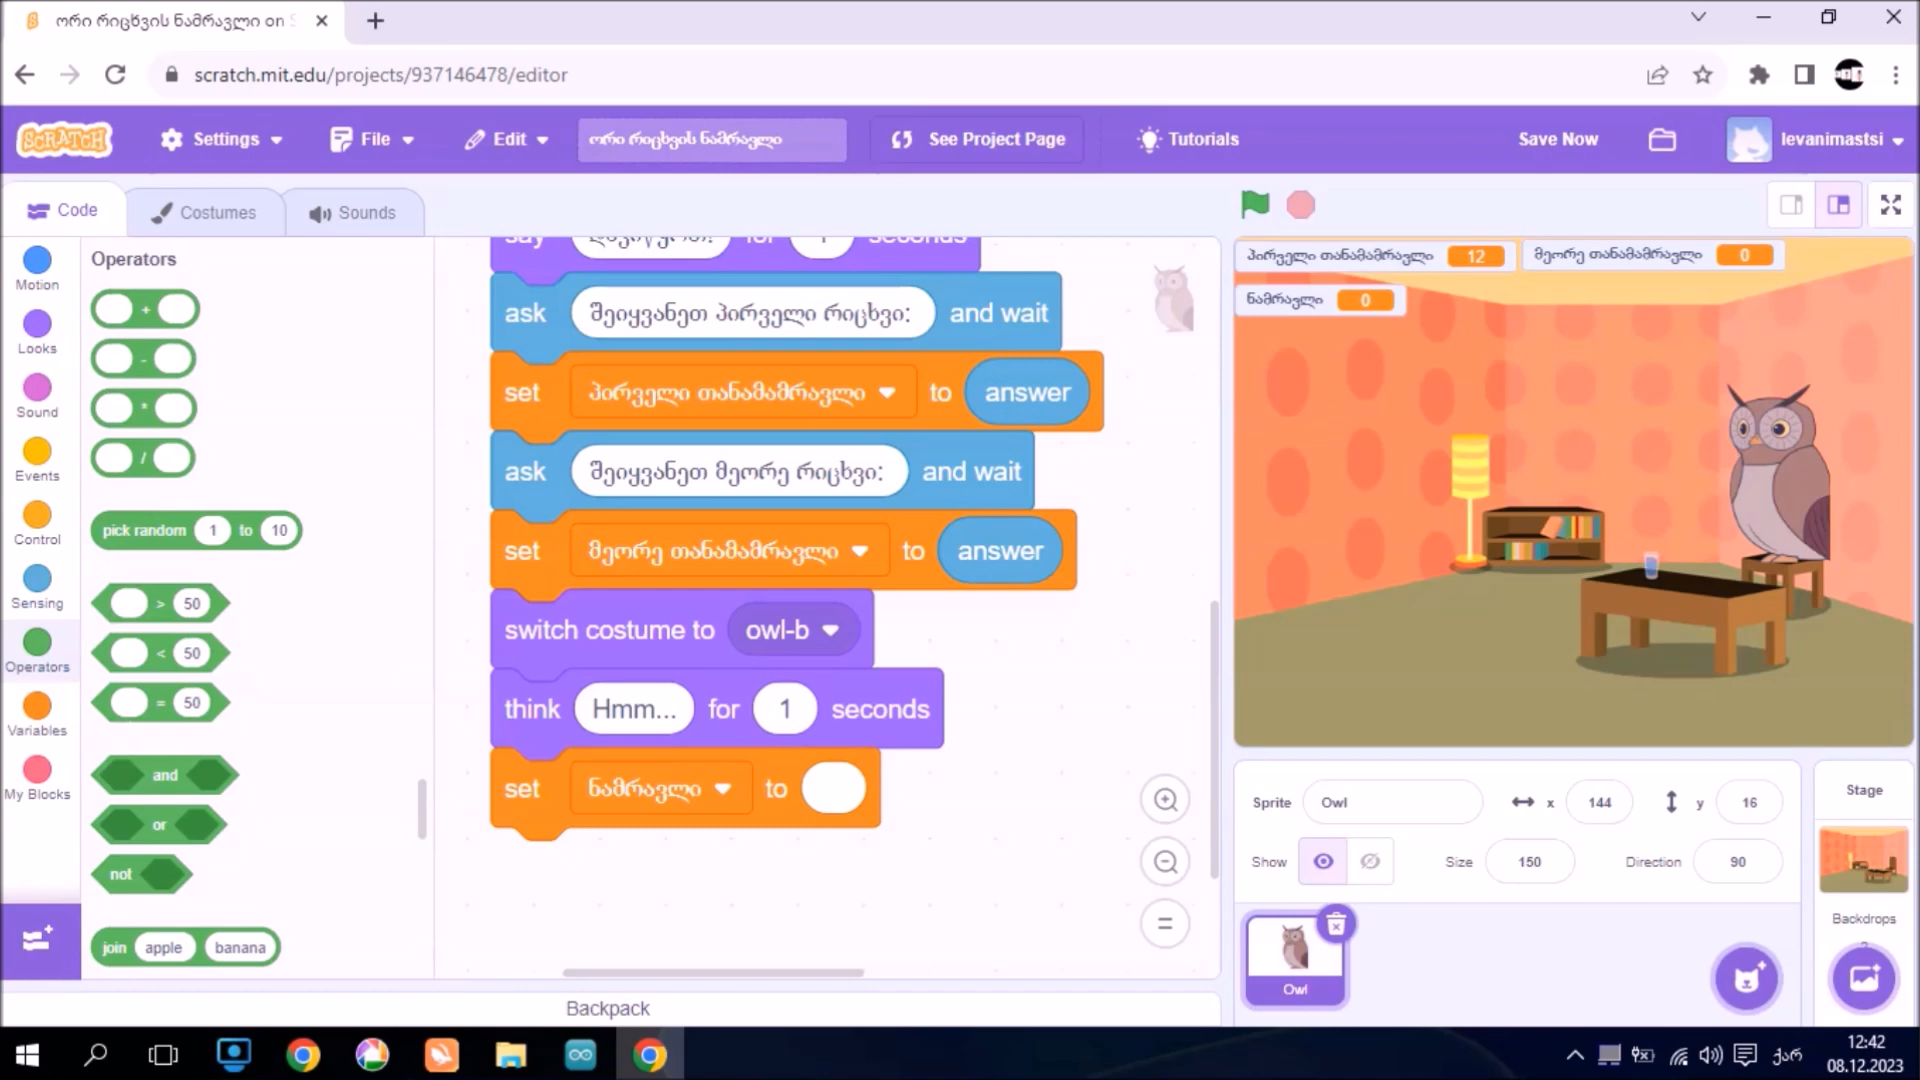 ორი რიცხვის ნამრავლი on S
scratch.mit.edu/projects/937146478/editor
SCRATCH
Settings
File
Edit
ორი რიცხვის ნამრავლი
See Project Page
Tutorials
Save Now
levanimastsi
Code
Costumes
Sounds
Motion
Looks
Sound
Events
Control
Sensing
Operators
Variables
My Blocks
Operators
+
-
*
/
pick random 1 to 10
> 50
< 50
= 50
and
or
not
join apple banana
say for 1 seconds
ask შეიყვანეთ პირველი რიცხვი: and wait
set პირველი თანამამრავლი to answer
ask შეიყვანეთ მეორე რიცხვი: and wait
set მეორე თანამამრავლი to answer
switch costume to owl-b
think Hmm... for 1 seconds
set ნამრავლი to
Backpack
პირველი თანამამრავლი 12
მეორე თანამამრავლი 0
ნამრავლი 0
Sprite Owl x 144 y 16
Show Size 150 Direction 90
Owl
Stage
Backdrops
ქარ
12:42
08.12.2023